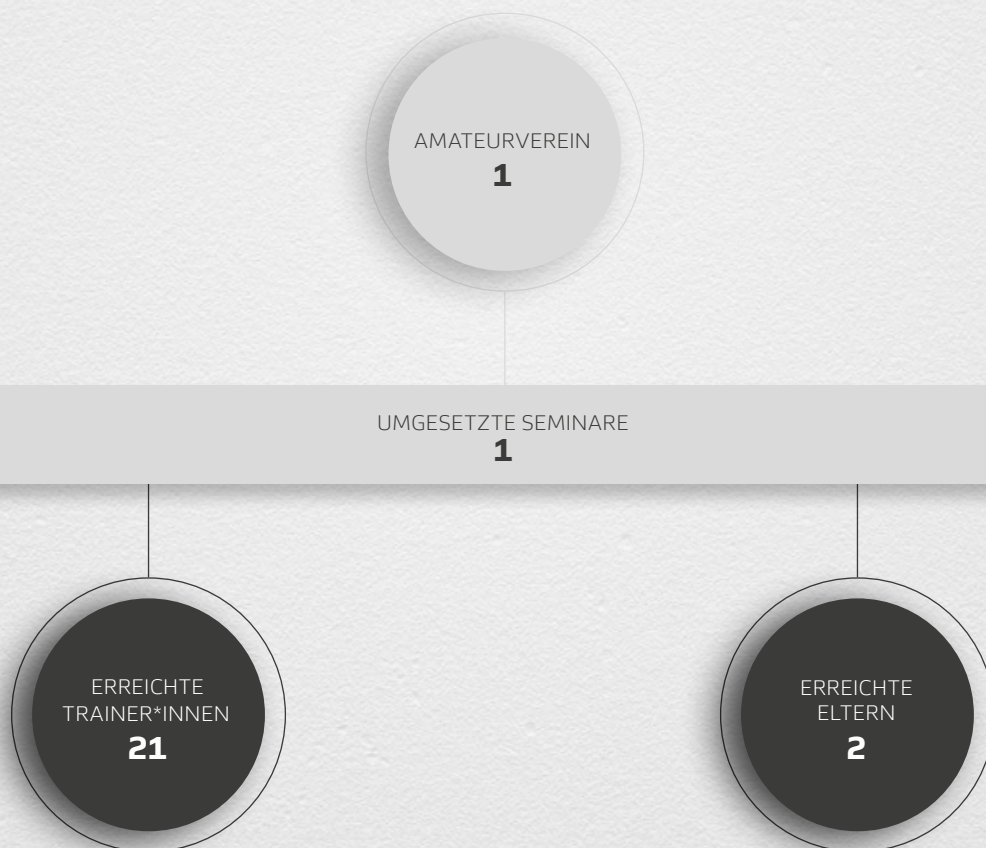 AMATEURVEREIN
1
UMGESETZTE SEMINARE
1
ERREICHTE
TRAINER*INNEN
21
ERREICHTE
ELTERN
2